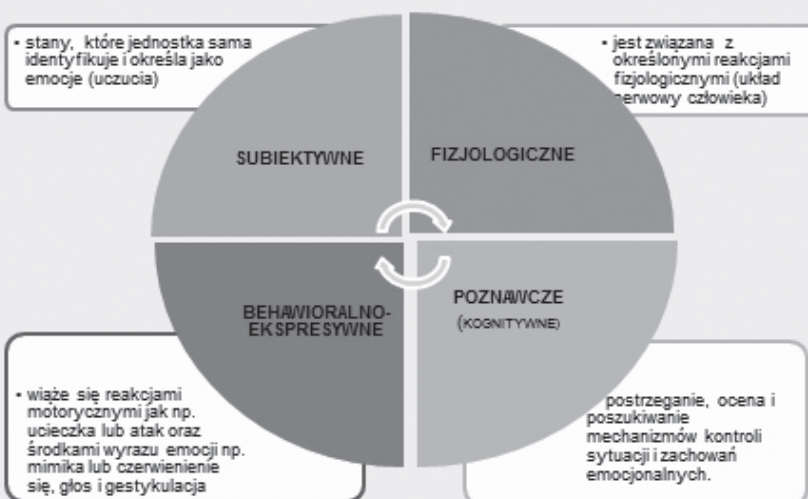 • stany, które jednostka sama
identyfikuje i określa jako
emocje (uczucia)
• jest związana z
określonymi reakcjami
fizjologicznymi (układ
nerwowy człowieka)
SUBIEKTYWNE
FIZJOLOGICZNE
BEHAWIORALNO-
EKSPRESYWNE
POZNAWCZE
(KOGNITYWNE)
• wiąże się reakcjami
motorycznymi jak np.
ucieczka lub atak oraz
środkami wyrazu emocji np.
mimika lub czerwienienie
się, głos i gestykulacja
postrzeganie, ocena i
poszukiwanie
mechanizmów kontroli
sytuacji i zachowań
emocjonalnych.